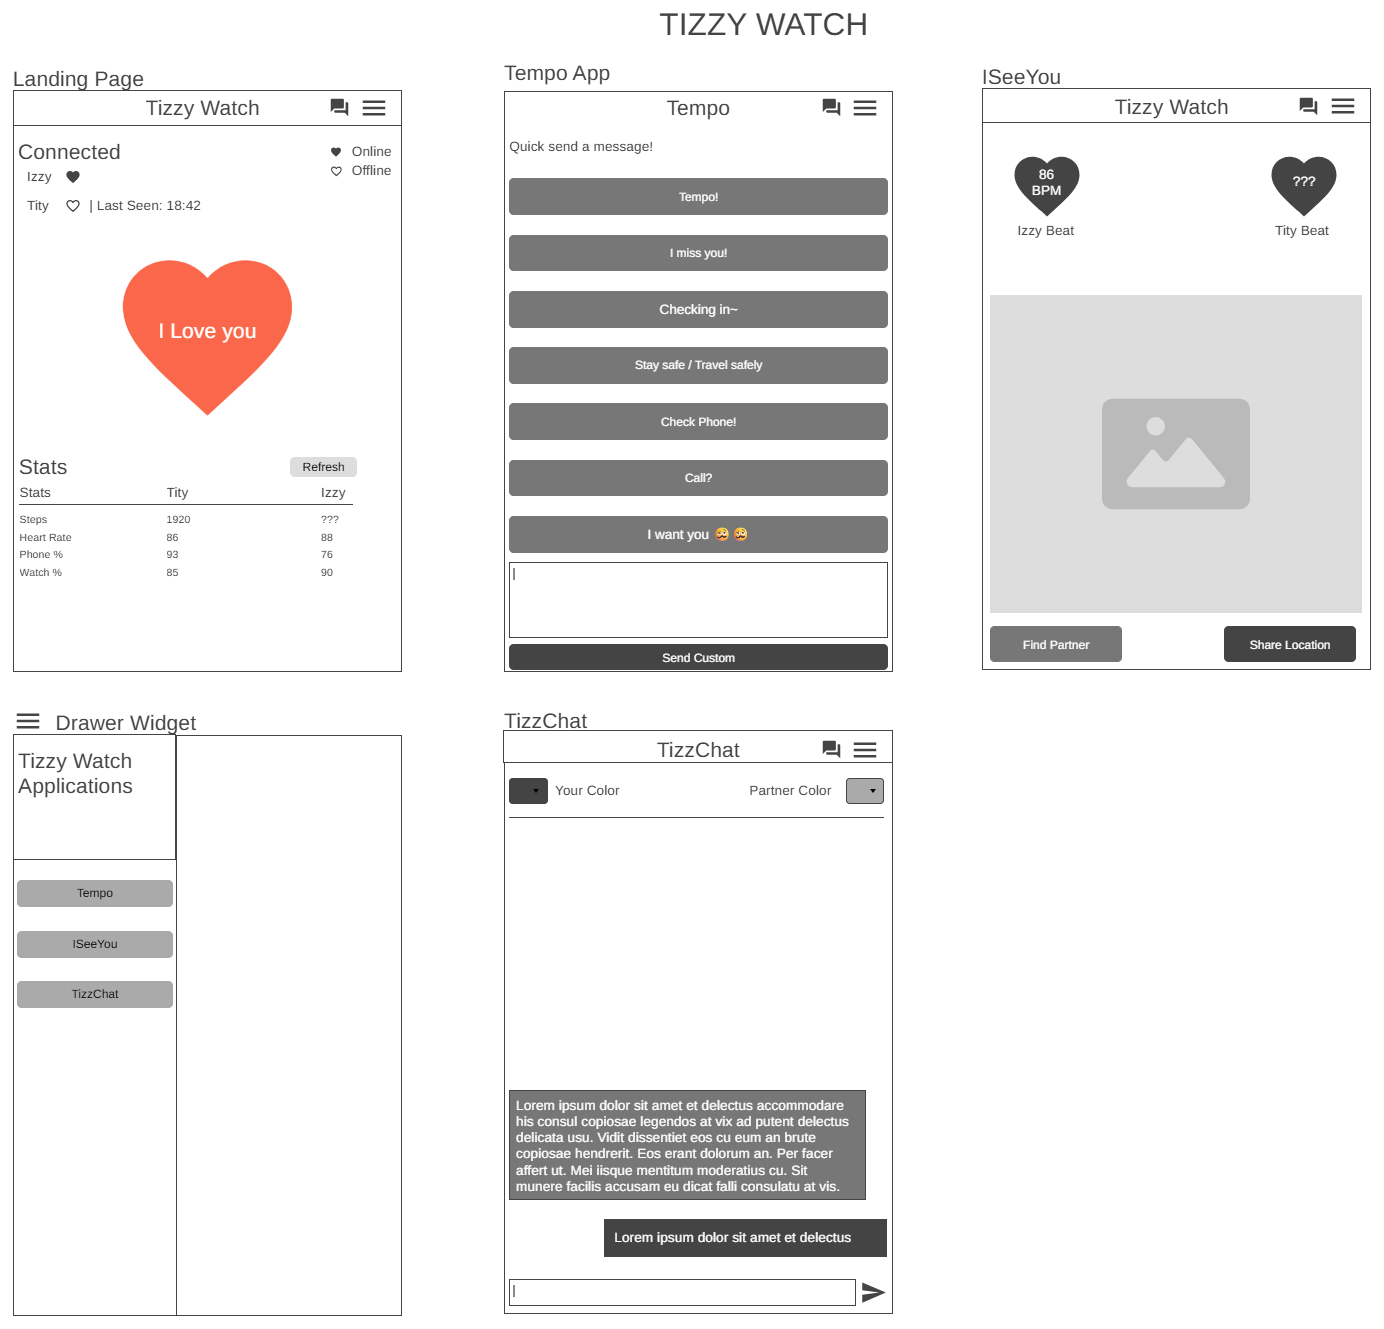 TIZZY WATCH
Landing Page
Tizzy Watch
Connected
Online
Izzy
Offline
Tity | Last Seen: 18:42
I Love you
Stats
Refresh
Stats Tity Izzy
Steps 1920 ???
Heart Rate 86 88
Phone % 93 76
Watch % 85 90
Tempo App
Tempo
Quick send a message!
Tempo!
I miss you!
Checking in~
Stay safe / Travel safely
Check Phone!
Call?
I want you 🥴🥴
Send Custom
ISeeYou
Tizzy Watch
86
BPM
???
Izzy Beat
Tity Beat
Find Partner
Share Location
Drawer Widget
Tizzy Watch
Applications
Tempo
ISeeYou
TizzChat
TizzChat
TizzChat
Your Color
Partner Color
Lorem ipsum dolor sit amet et delectus accommodare
his consul copiosae legendos at vix ad putent delectus
delicata usu. Vidit dissentiet eos cu eum an brute
copiosae hendrerit. Eos erant dolorum an. Per facer
affert ut. Mei iisque mentitum moderatius cu. Sit
munere facilis accusam eu dicat falli consulatu at vis.
Lorem ipsum dolor sit amet et delectus